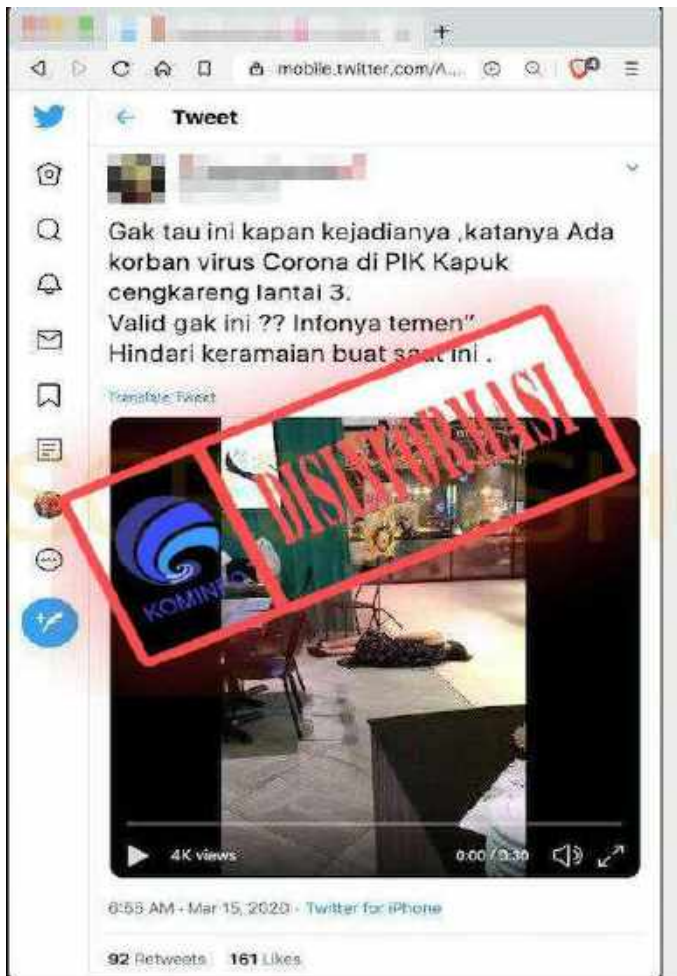 mobile.twitter.com/A...
Tweet
Gak tau ini kapan kejadianya ,katanya Ada
korban virus Corona di PIK Kapuk
cengkareng lantai 3.
Valid gak ini ?? Infonya temen"
Hindari keramaian buat saat ini .
Translate Tweet
DISINFORMASI
KOMINFO
4K views
0:00 / 0:30
6:55 AM · Mar 15, 2020 · Twitter for iPhone
92 Retweets 161 Likes